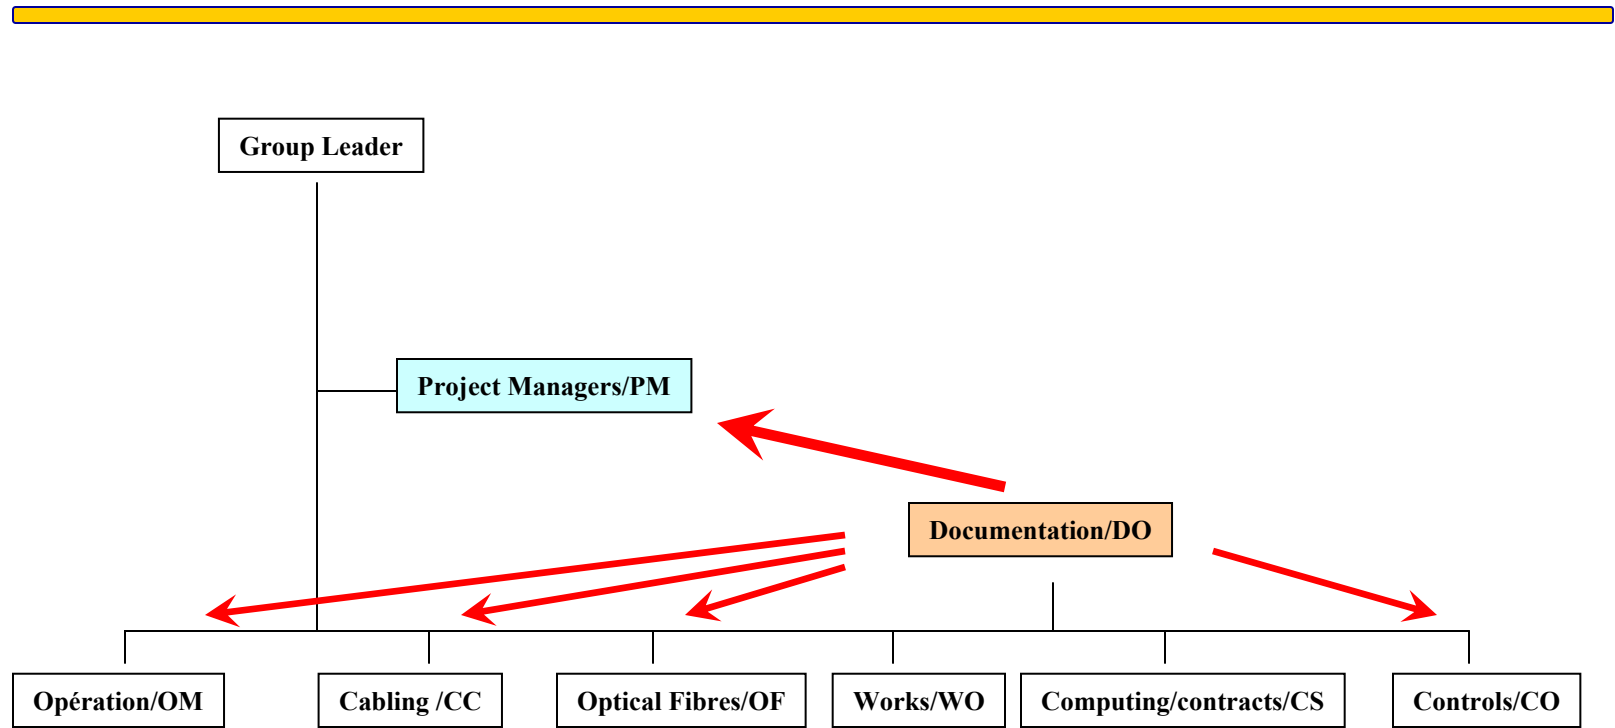 Group Leader
Project Managers/PM
Documentation/DO
Opération/OM
Cabling /CC
Optical Fibres/OF
Works/WO
Computing/contracts/CS
Controls/CO